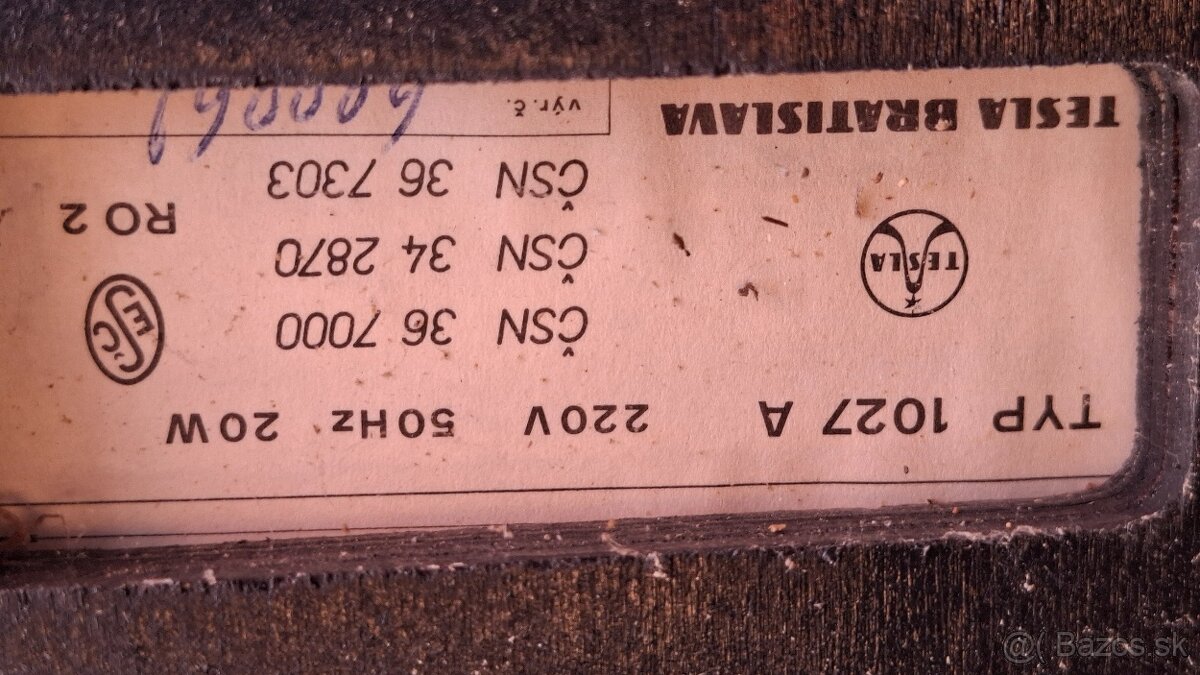 TYP 1027 A 220V 50Hz 20W
ČSN 36 7000
ESČ
ČSN 34 2870
TESLA
ČSN 36 7303
RO 2
TESLA BRATISLAVA
výr. č.
@( Bazos.sk